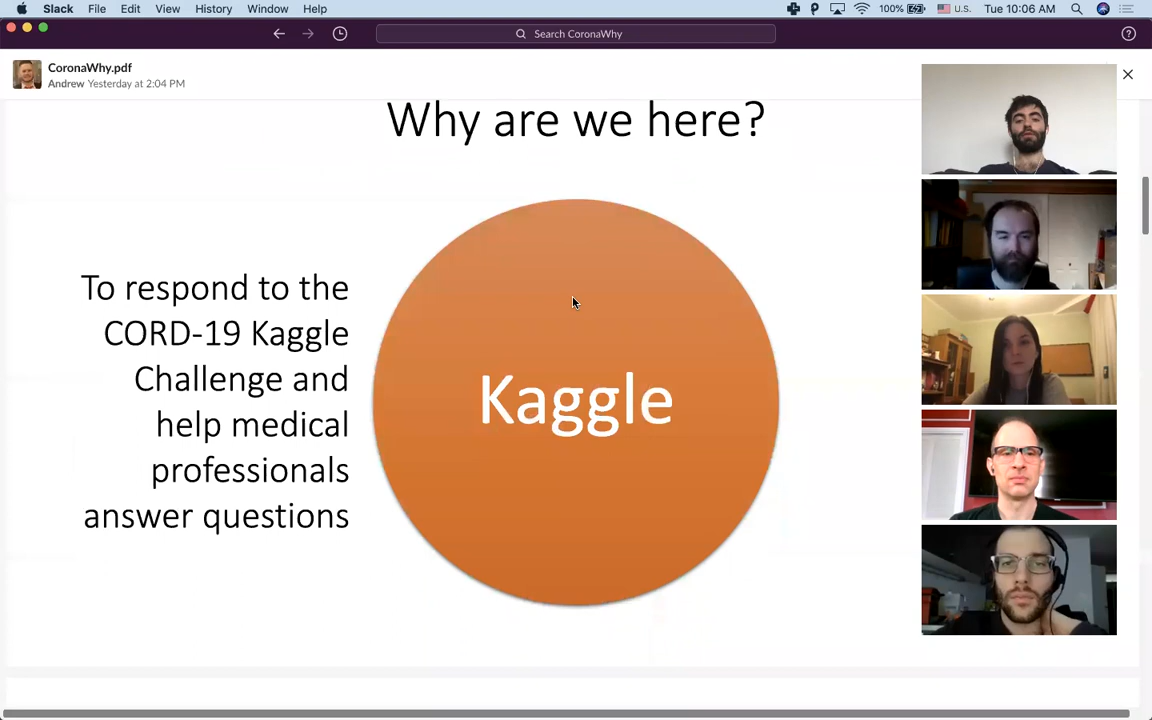 Slack File Edit View History Window Help 100% U.S. Tue 10:06 AM
Search CoronaWhy
CoronaWhy.pdf
Andrew Yesterday at 2:04 PM
Why are we here?
To respond to the
CORD-19 Kaggle
Challenge and
help medical
professionals
answer questions
Kaggle